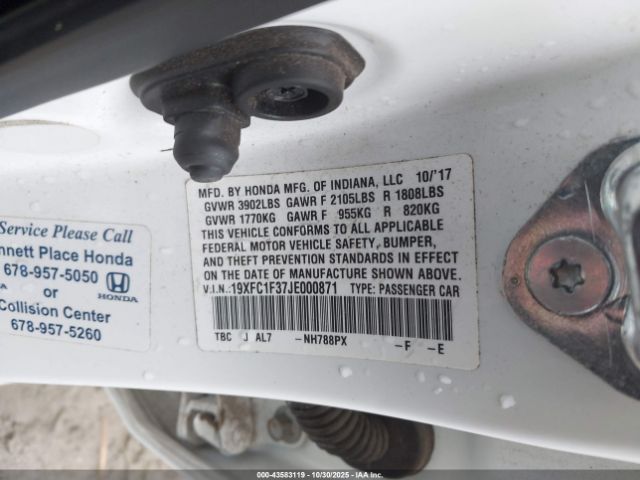 MFD. BY HONDA MFG. OF INDIANA, LLC 10/'17
GVWR 3902LBS GAWR F 2105LBS R 1808LBS
GVWR 1770KG GAWR F 955KG R 820KG
THIS VEHICLE CONFORMS TO ALL APPLICABLE
FEDERAL MOTOR VEHICLE SAFETY, BUMPER,
AND THEFT PREVENTION STANDARDS IN EFFECT
ON THE DATE OF MANUFACTURE SHOWN ABOVE.
V.I.N.:19XFC1F37JE000871 TYPE: PASSENGER CAR
TBC J AL7 -NH788PX -F -E
Service Please Call
nnett Place Honda
678-957-5050
HONDA
or
Collision Center
678-957-5260
000-43583119 | 10/30/2025 | IAA Inc.